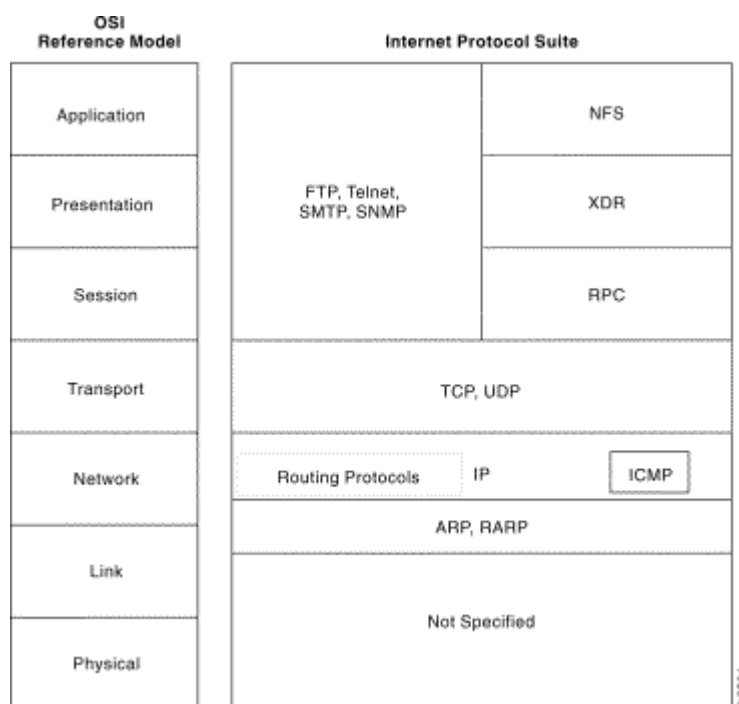 OSI
Reference Model
Internet Protocol Suite
Application
Presentation
Session
Transport
Network
Link
Physical
FTP, Telnet,
SMTP, SNMP
NFS
XDR
RPC
TCP, UDP
Routing Protocols
IP
ICMP
ARP, RARP
Not Specified